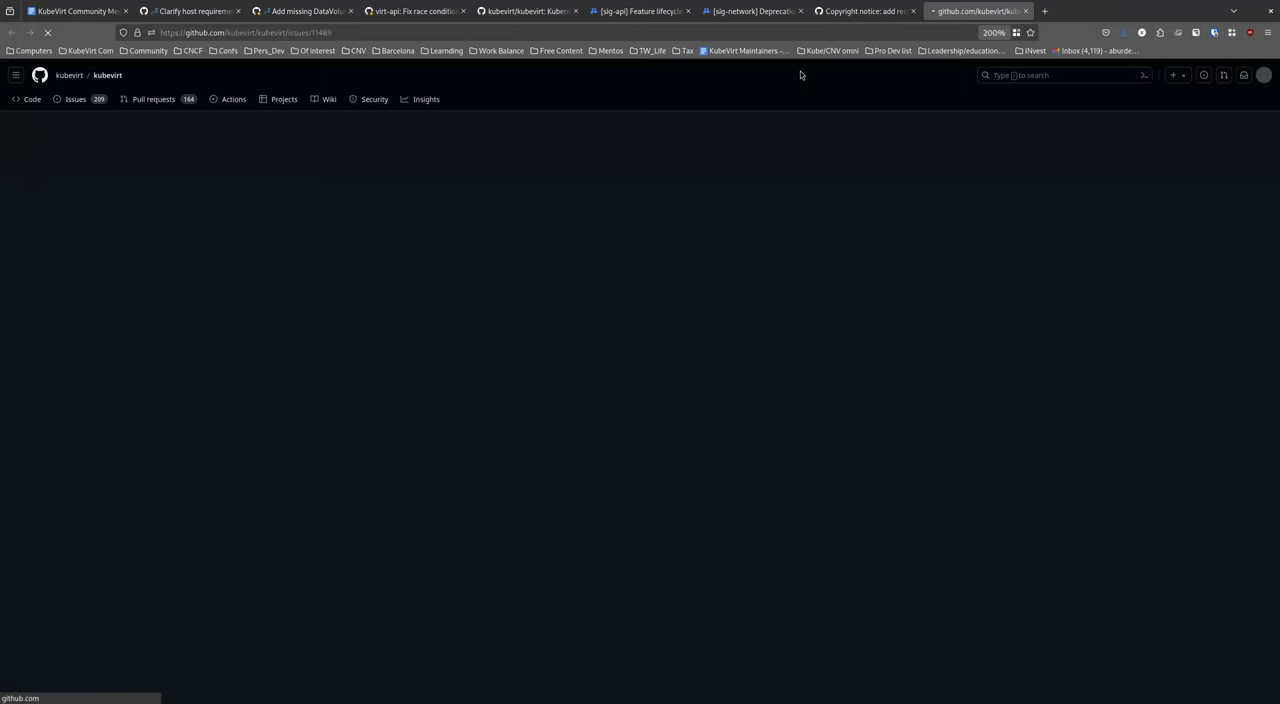 KubeVirt Community Me Clarify host requireme Add missing DataVolu virt-api: Fix race conditio kubevirt/kubevirt: Kubern [sig-api] Feature lifecycle [sig-network] Deprecatio Copyright notice: add rec github.com/kubevirt/kub
https://github.com/kubevirt/kubevirt/issues/11489 200%
Computers KubeVirt Com Community CNCF Confs Pers_Dev Of interest CNV Barcelona Learnding Work Balance Free Content Mentos TW_Life Tax KubeVirt Maintainers -... Kube/CNV omni Pro Dev list Leadership/education... INvest Inbox (4,119) - aburde...
kubevirt / kubevirt Type / to search
Code Issues 209 Pull requests 164 Actions Projects Wiki Security Insights
github.com